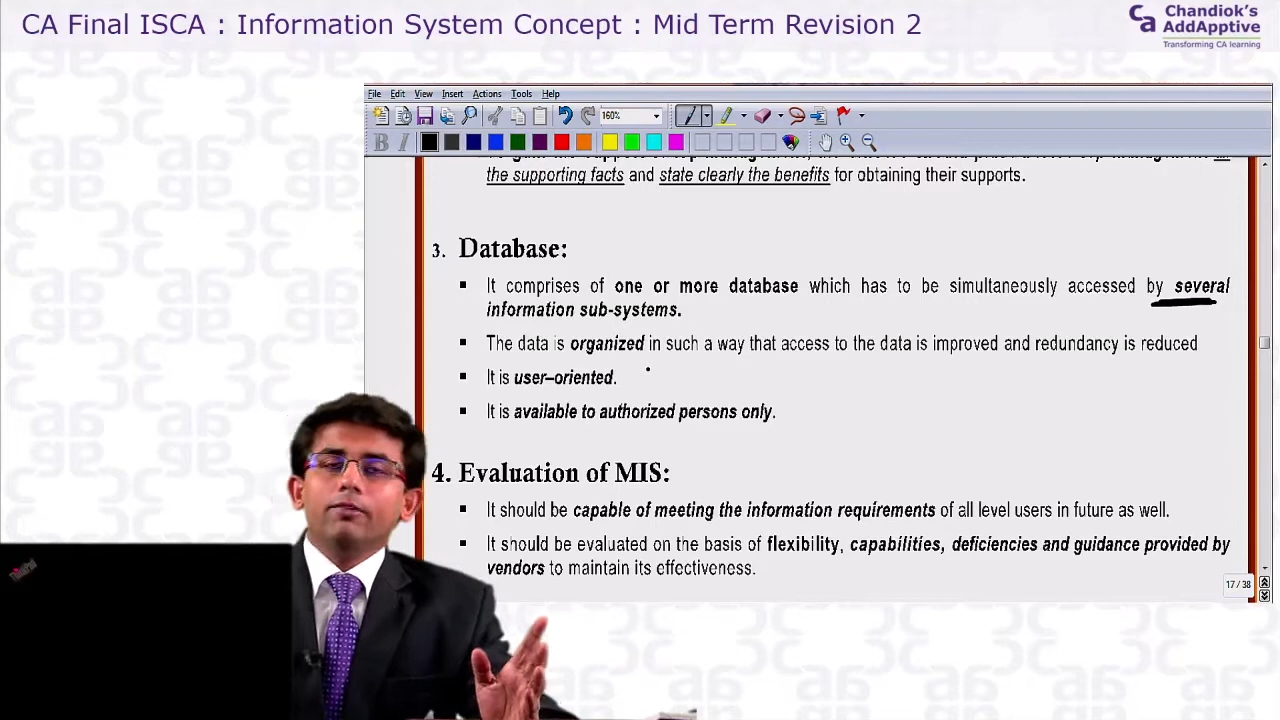 CA Final ISCA : Information System Concept : Mid Term Revision 2
Ca Chandiok's
AddApptive
Transforming CA learning
File Edit View Insert Actions Tools Help
160%
B I
the supporting facts and state clearly the benefits for obtaining their supports.
3. Database:
▪ It comprises of one or more database which has to be simultaneously accessed by several
information sub-systems.
▪ The data is organized in such a way that access to the data is improved and redundancy is reduced
▪ It is user–oriented.
▪ It is available to authorized persons only.
4. Evaluation of MIS:
▪ It should be capable of meeting the information requirements of all level users in future as well.
▪ It should be evaluated on the basis of flexibility, capabilities, deficiencies and guidance provided by
vendors to maintain its effectiveness.
17 / 38
ThinkPad